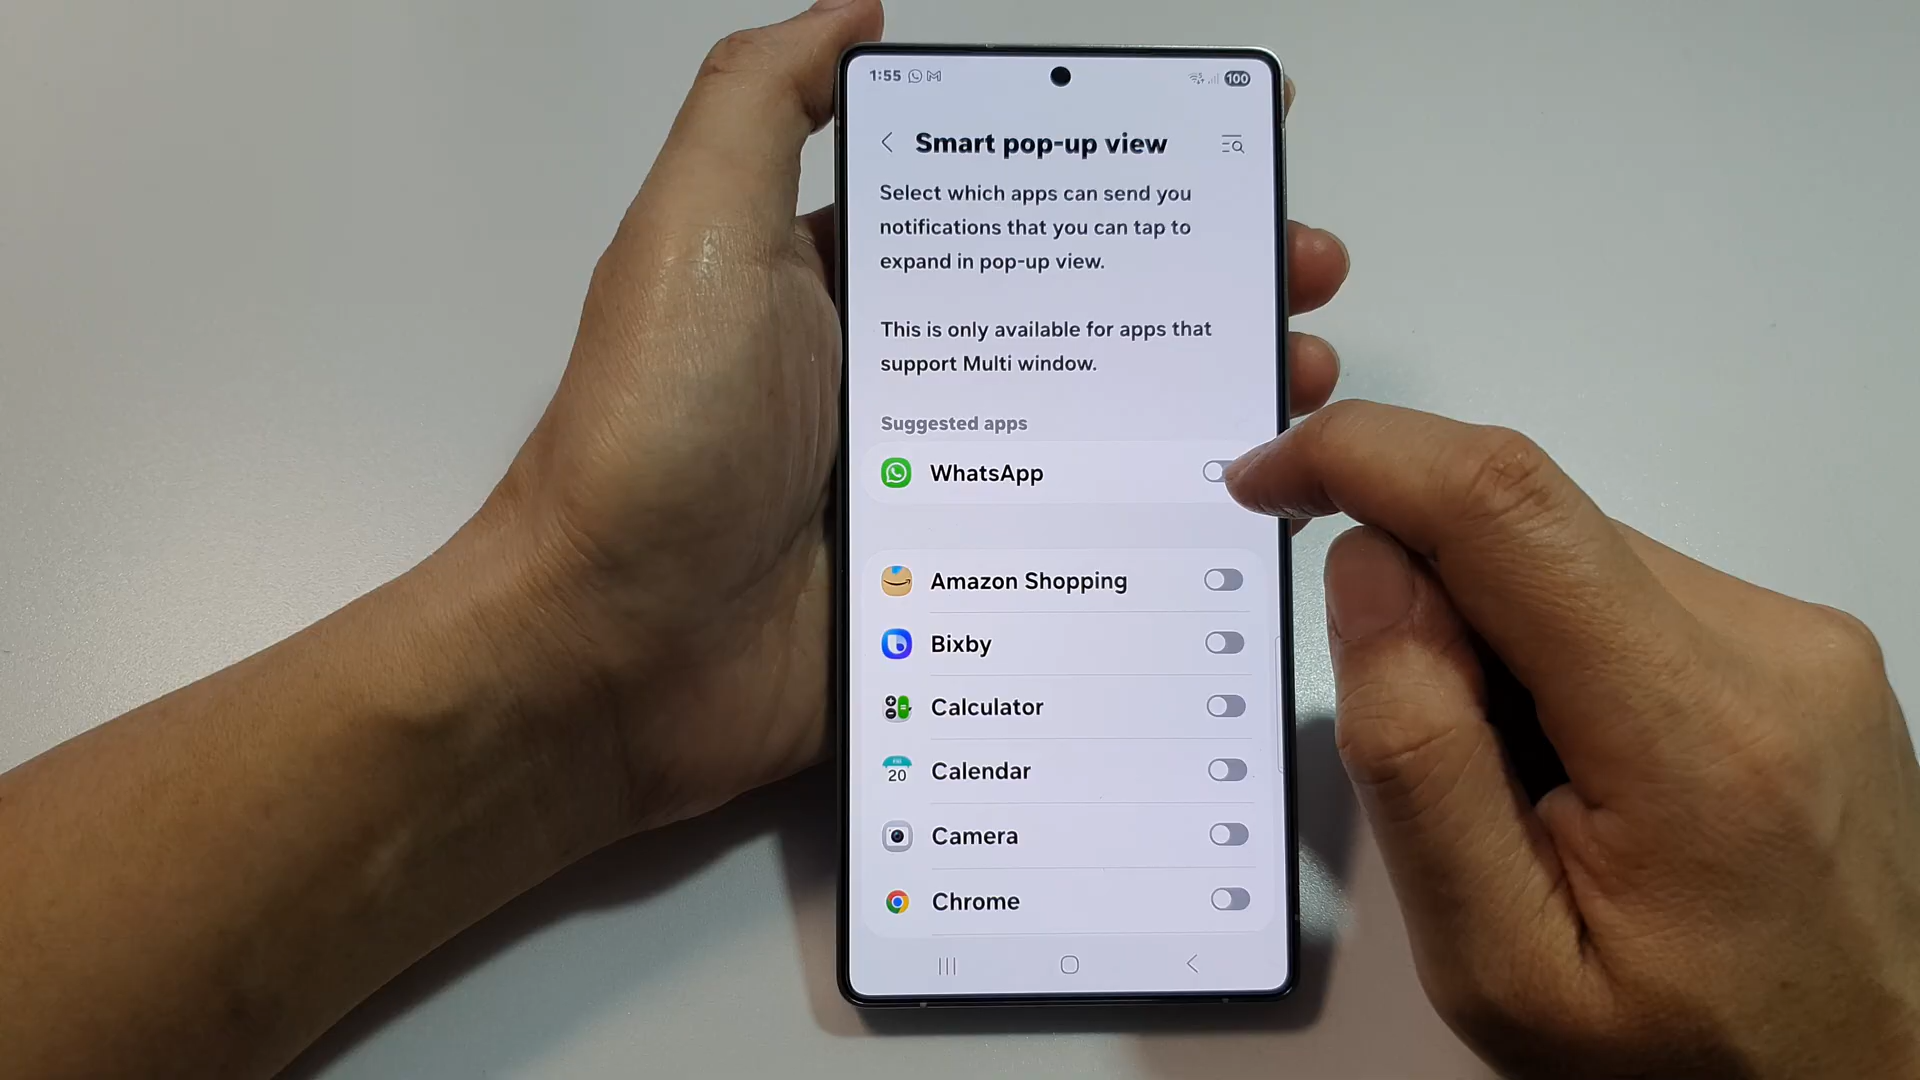 1:55
100
Smart pop-up view
Select which apps can send you
notifications that you can tap to
expand in pop-up view.
This is only available for apps that
support Multi window.
Suggested apps
WhatsApp
Amazon Shopping
Bixby
Calculator
20
Calendar
Camera
Chrome